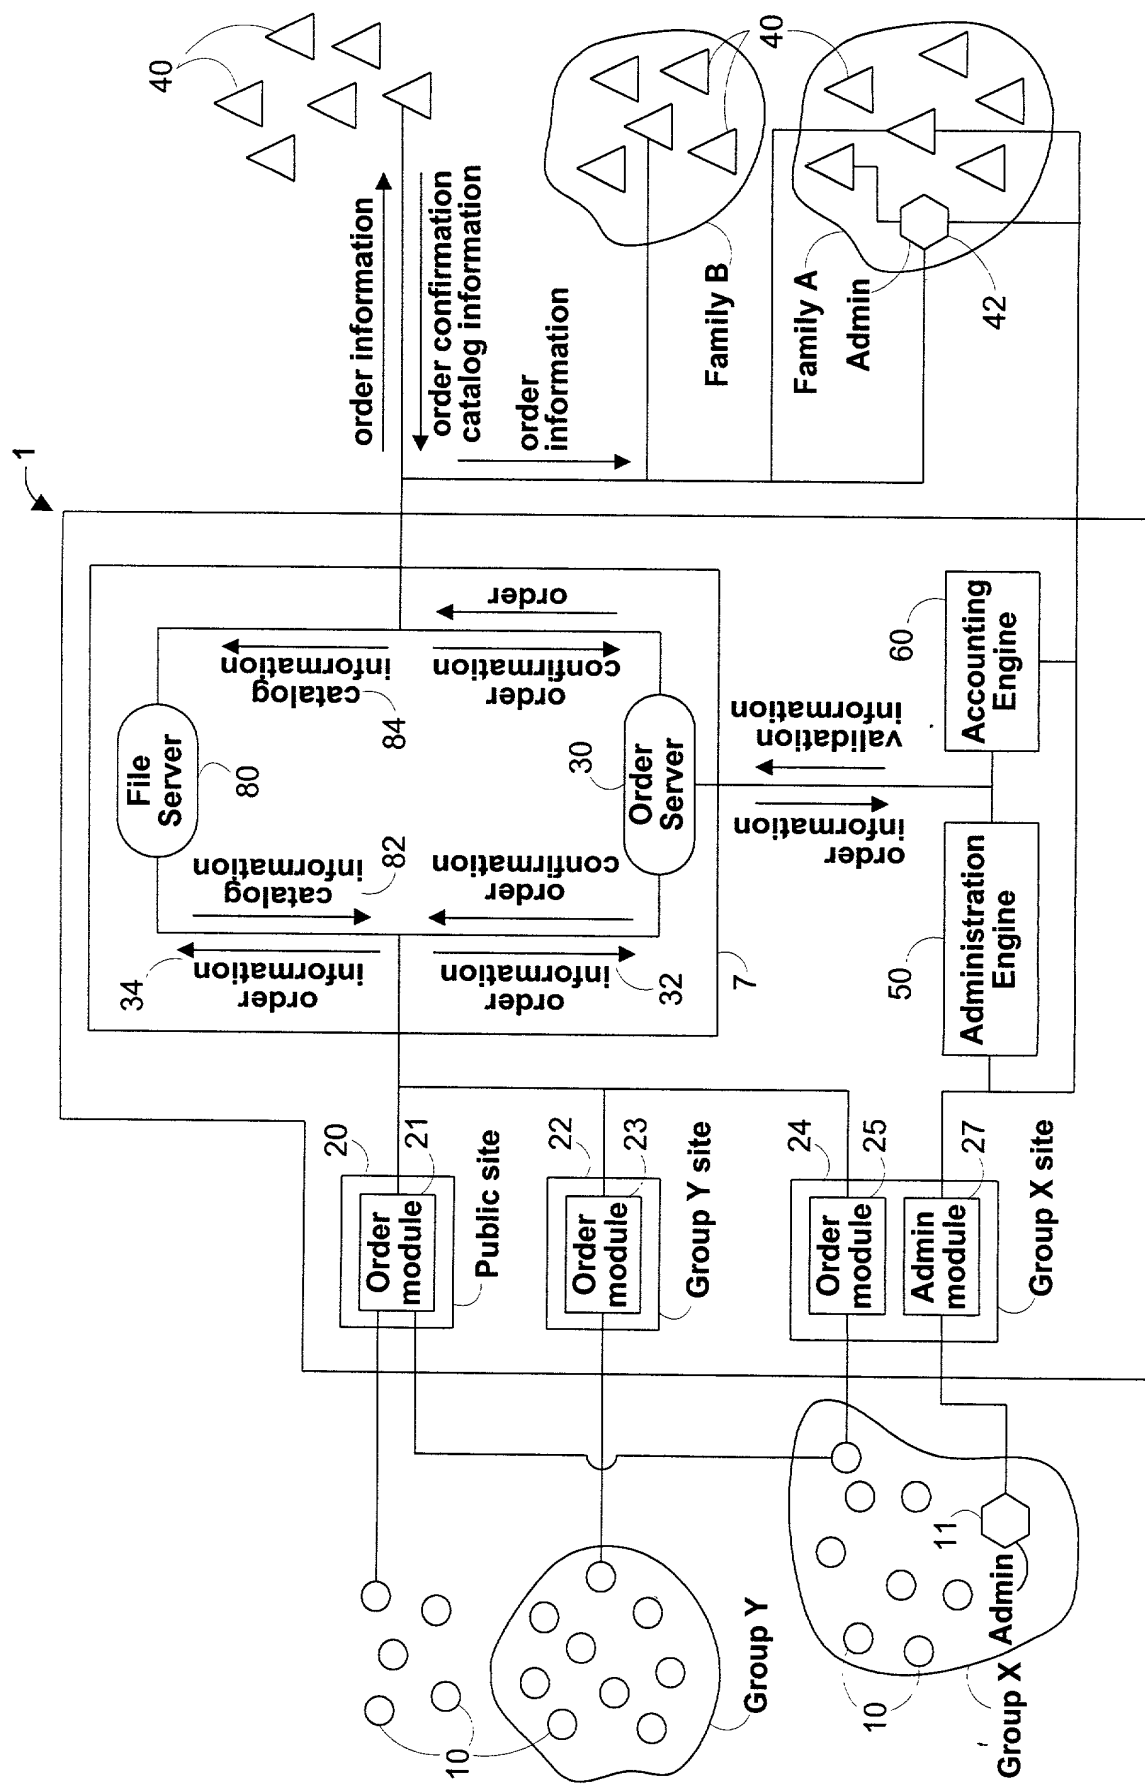 1
40
order information
order confirmation
catalog information
order
information
40
Family B
Family A
Admin
42
File
Server
80
catalog
information
84
order
confirmation
order
catalog
information
82
order
confirmation
order
information
34
order
information
32
30
Order
Server
7
validation
information
order
information
60
Accounting
Engine
50
Administration
Engine
20
21
Order
module
Public site
22
23
Order
module
Group Y site
24
25
Order
module
27
Admin
module
Group X site
10
Group Y
10
11
Admin
Group X